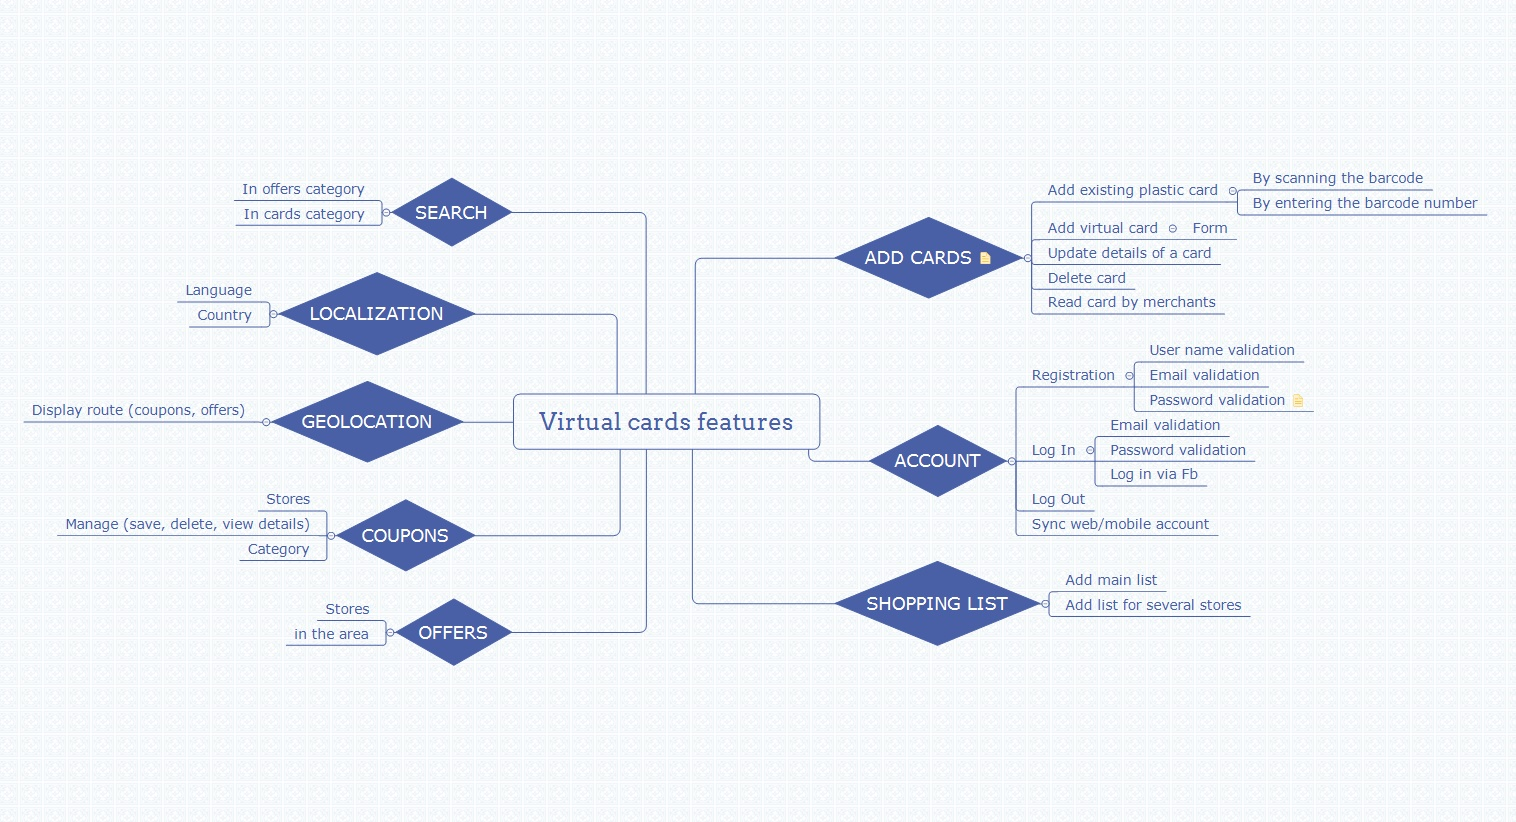 Virtual cards features
SEARCH
In offers category
In cards category
LOCALIZATION
Language
Country
GEOLOCATION
Display route (coupons, offers)
COUPONS
Stores
Manage (save, delete, view details)
Category
OFFERS
Stores
in the area
ADD CARDS
Add existing plastic card
By scanning the barcode
By entering the barcode number
Add virtual card
Form
Update details of a card
Delete card
Read card by merchants
ACCOUNT
Registration
User name validation
Email validation
Password validation
Log In
Email validation
Password validation
Log in via Fb
Log Out
Sync web/mobile account
SHOPPING LIST
Add main list
Add list for several stores